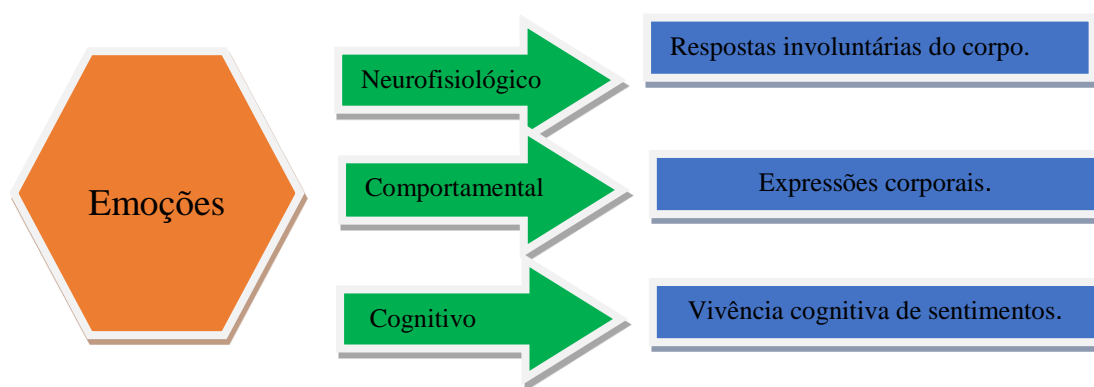 Emoções
Neurofisiológico
Respostas involuntárias do corpo.
Comportamental
Expressões corporais.
Cognitivo
Vivência cognitiva de sentimentos.